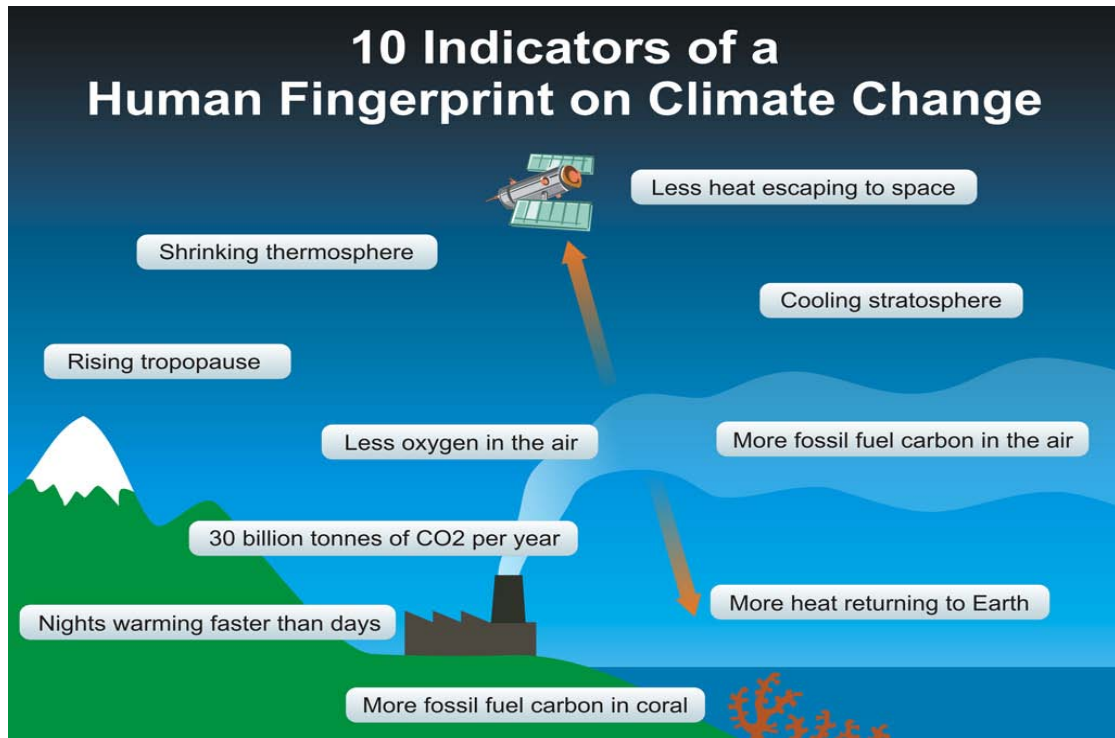 10 Indicators of a
Human Fingerprint on Climate Change
Less heat escaping to space
Shrinking thermosphere
Cooling stratosphere
Rising tropopause
Less oxygen in the air
More fossil fuel carbon in the air
30 billion tonnes of CO2 per year
More heat returning to Earth
Nights warming faster than days
More fossil fuel carbon in coral